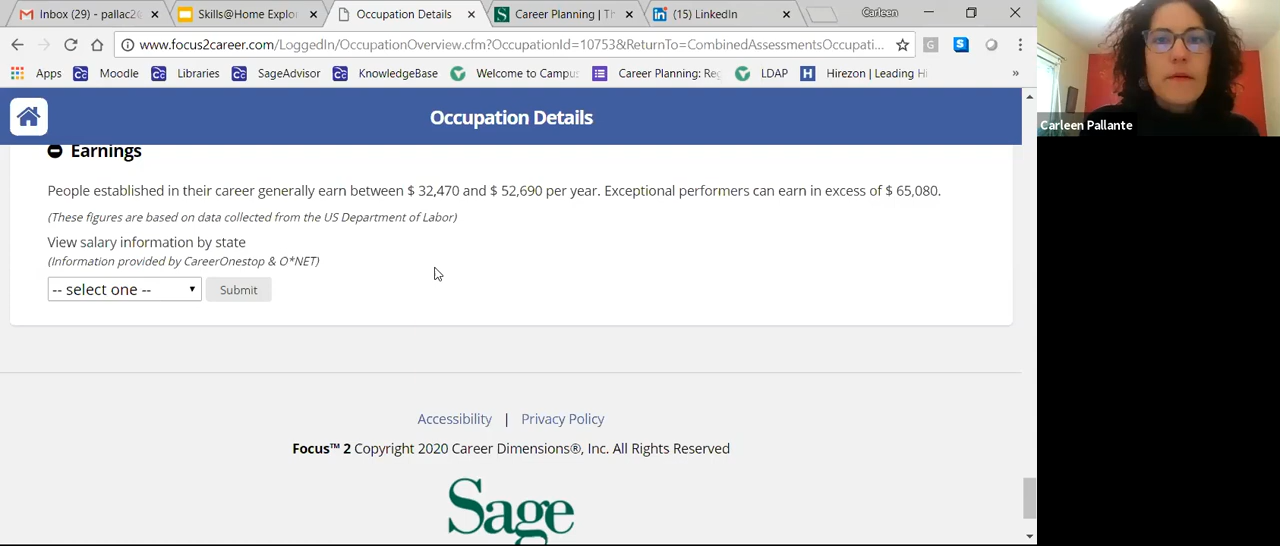 Inbox (29) - pallac2
Skills@Home Explo
Occupation Details
Career Planning | Th
(15) LinkedIn
Carleen
www.focus2career.com/LoggedIn/OccupationOverview.cfm?OccupationId=10753&ReturnTo=CombinedAssessmentsOccupati...
Apps
Moodle
Libraries
SageAdvisor
KnowledgeBase
Welcome to Campu
Career Planning: Reg
LDAP
Hirezon | Leading Hi
»
Occupation Details
Carleen Pallante
Earnings
People established in their career generally earn between $ 32,470 and $ 52,690 per year. Exceptional performers can earn in excess of $ 65,080.
(These figures are based on data collected from the US Department of Labor)
View salary information by state
(Information provided by CareerOnestop & O*NET)
-- select one --
Submit
Accessibility | Privacy Policy
Focus™ 2 Copyright 2020 Career Dimensions®, Inc. All Rights Reserved
Sage